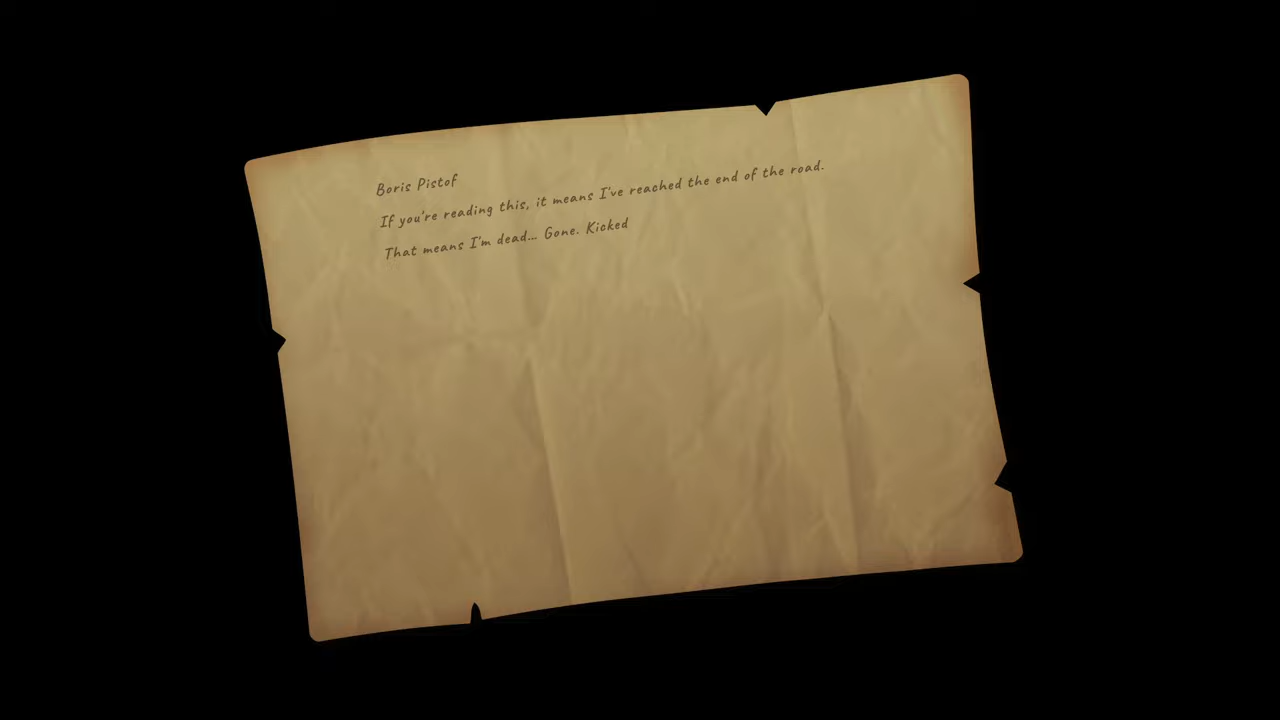 Boris Pistof
If you're reading this, it means I've reached the end of the road.
That means I'm dead... Gone. Kicked